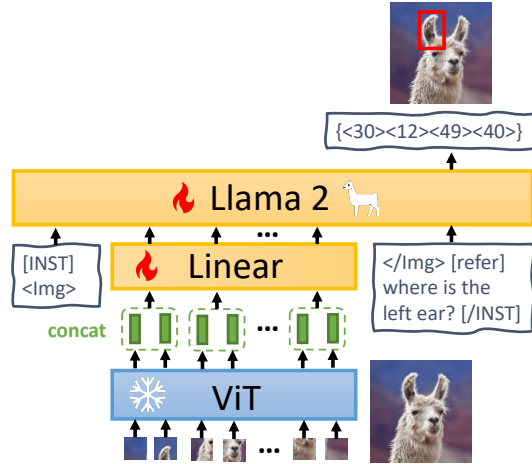 {<30><12><49><40>}
Llama 2
...
[INST]
<Img>
Linear
</Img> [refer]
where is the
left ear? [/INST]
concat
...
ViT
...